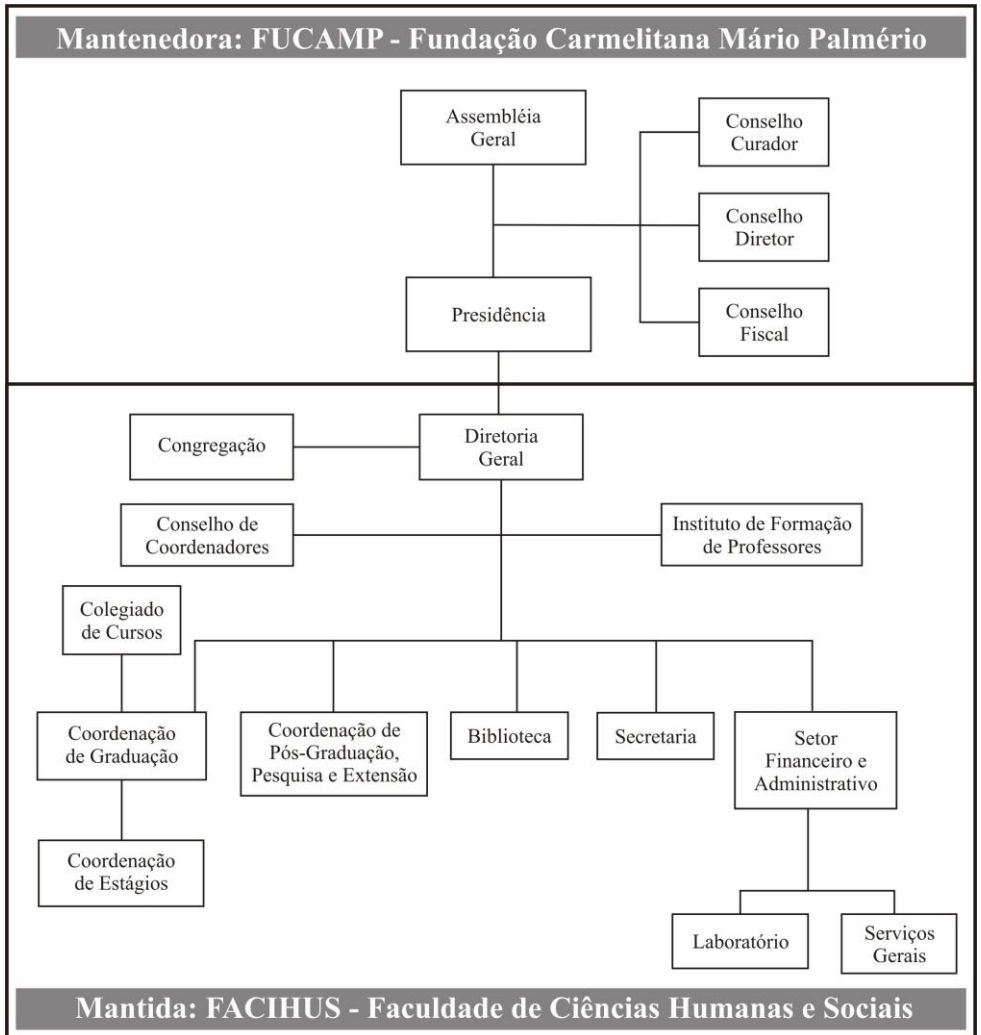 Mantenedora: FUCAMP - Fundação Carmelitana Mário Palmério
Assembléia
Geral
Conselho
Curador
Conselho
Diretor
Presidência
Conselho
Fiscal
Congregação
Diretoria
Geral
Conselho de
Coordenadores
Instituto de Formação
de Professores
Colegiado
de Cursos
Coordenação
de Graduação
Coordenação de
Pós-Graduação,
Pesquisa e Extensão
Biblioteca
Secretaria
Setor
Financeiro e
Administrativo
Coordenação
de Estágios
Laboratório
Serviços
Gerais
Mantida: FACIHUS - Faculdade de Ciências Humanas e Sociais